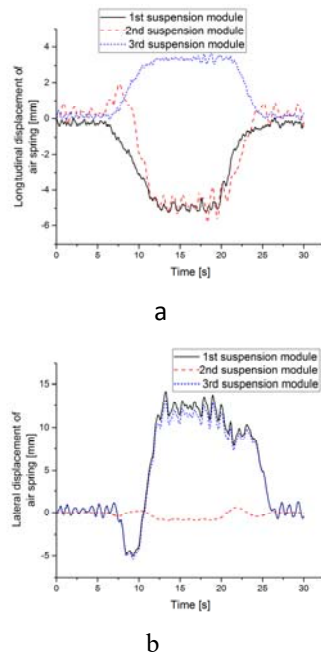 1st suspension module
2nd suspension module
3rd suspension module
Longitudinal displacement of
air spring [mm]
4
2
0
-2
-4
-6
0 5 10 15 20 25 30
Time [s]
a
1st suspension module
2nd suspension module
3rd suspension module
Lateral displacement of
air spring [mm]
15
10
5
0
-5
0 5 10 15 20 25 30
Time [s]
b